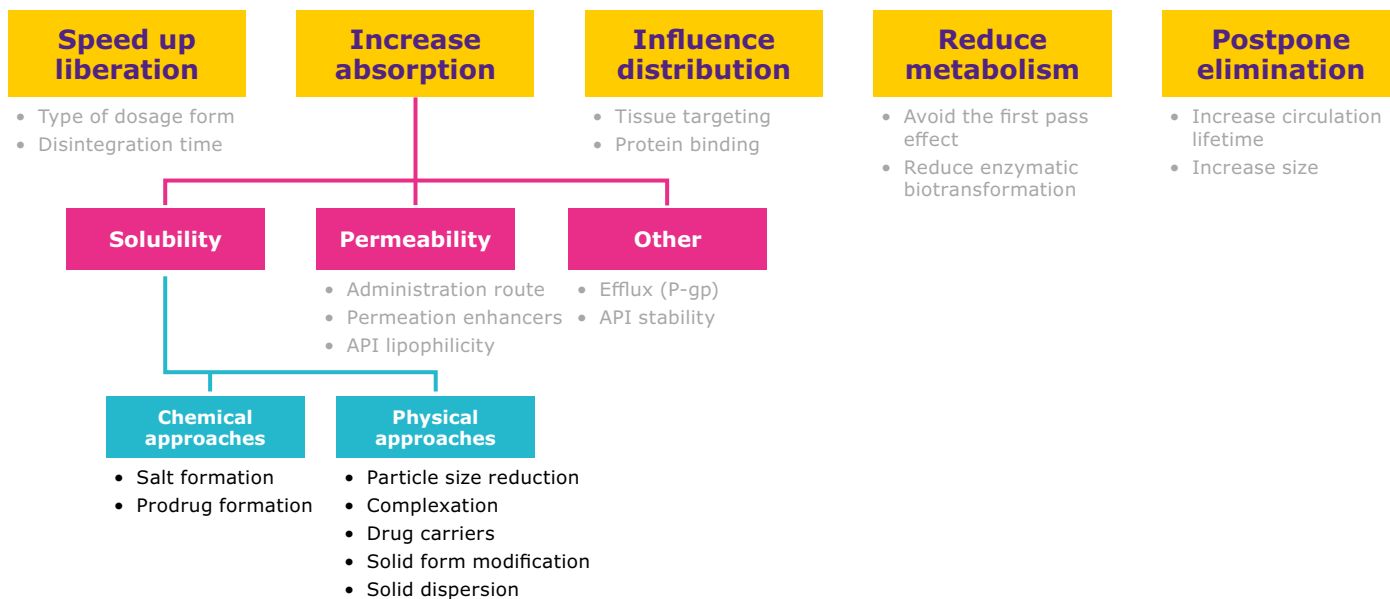 Speed up
liberation
• Type of dosage form
• Disintegration time
Increase
absorption
Influence
distribution
• Tissue targeting
• Protein binding
Reduce
metabolism
• Avoid the first pass
effect
• Reduce enzymatic
biotransformation
Postpone
elimination
• Increase circulation
lifetime
• Increase size
Solubility
Permeability
• Administration route
• Permeation enhancers
• API lipophilicity
Other
• Efflux (P-gp)
• API stability
Chemical
approaches
• Salt formation
• Prodrug formation
Physical
approaches
• Particle size reduction
• Complexation
• Drug carriers
• Solid form modification
• Solid dispersion